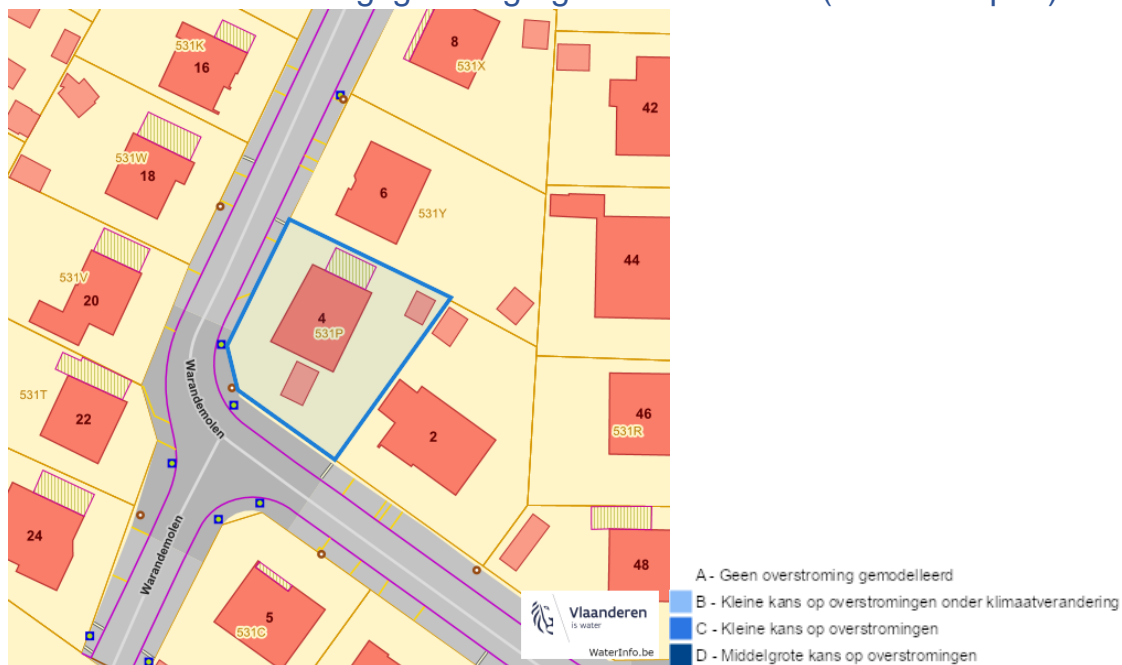 8
531K
16
531X
42
531W
18
6
531Y
44
531V
20
4
531P
Warandemolen
531T
22
46
2
531R
24
Warandemolen
48
5
531C
Vlaanderen
is water
WaterInfo.be
A - Geen overstroming gemodelleerd
B - Kleine kans op overstromingen onder klimaatverandering
C - Kleine kans op overstromingen
D - Middelgrote kans op overstromingen